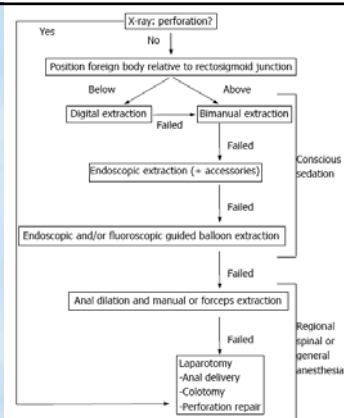 X-ray: perforation?
Yes
No
Position foreign body relative to rectosigmoid junction
Below
Above
Digital extraction
Bimanual extraction
Failed
Failed
Conscious
sedation
Endoscopic extraction (+ accessories)
Failed
Endoscopic and/or fluoroscopic guided balloon extraction
Failed
Anal dilation and manual or forceps extraction
Regional
spinal or
general
anesthesia
Failed
Laparotomy
-Anal delivery
-Colotomy
-Perforation repair